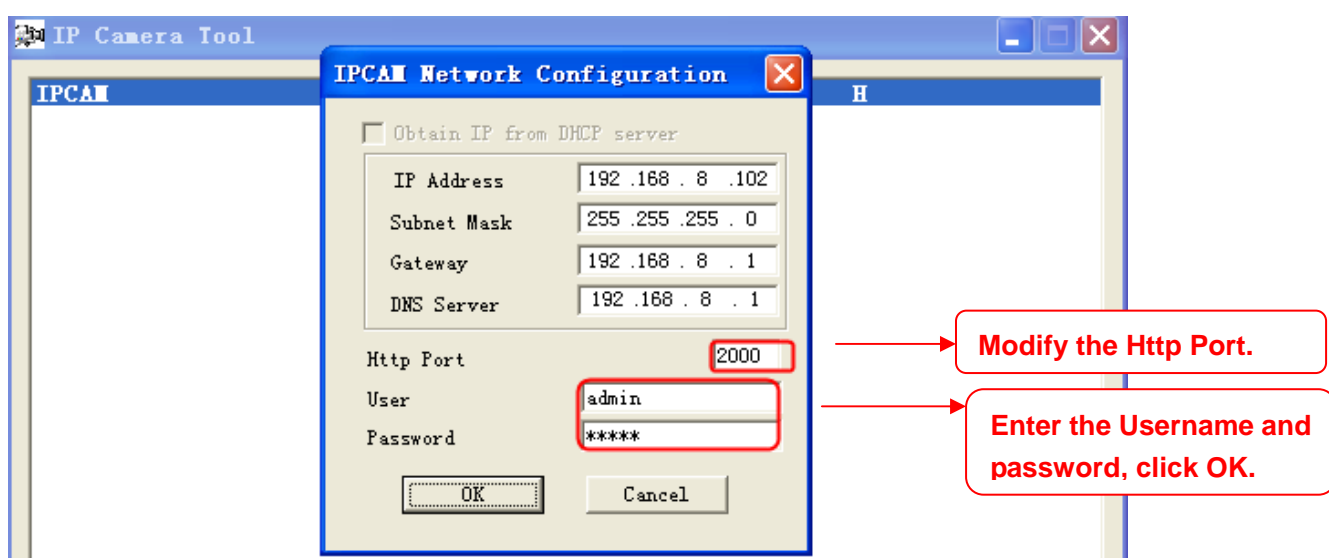 IP Camera Tool
IPCAM Network Configuration
IPCAM
H
Obtain IP from DHCP server
IP Address 192 .168 . 8 .102
Subnet Mask 255 .255 .255 . 0
Gateway 192 .168 . 8 . 1
DNS Server 192 .168 . 8 . 1
Http Port 2000
Modify the Http Port.
User admin
Password *****
Enter the Username and
password, click OK.
OK Cancel